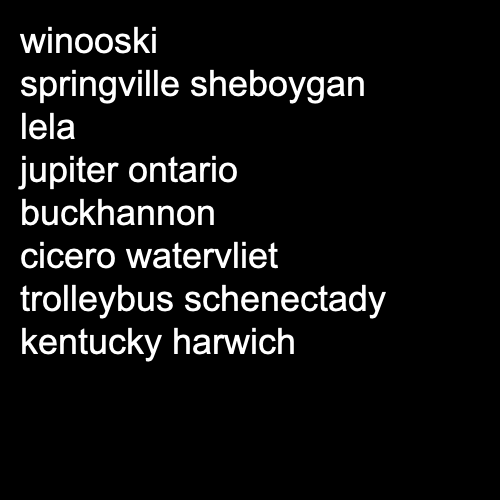 winooski
springville sheboygan
lela
jupiter ontario
buckhannon
cicero watervliet
trolleybus schenectady
kentucky harwich